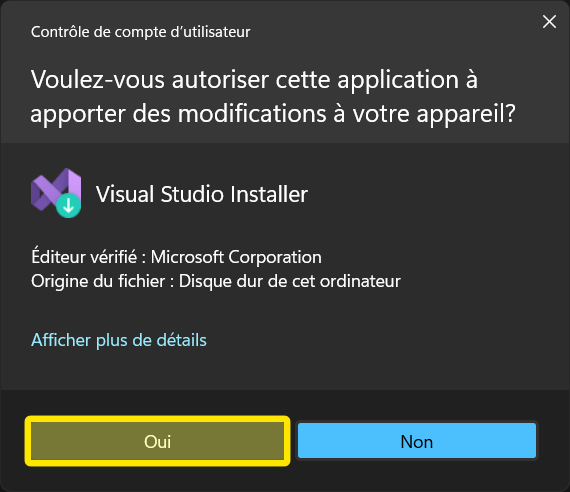 Contrôle de compte d’utilisateur
Voulez-vous autoriser cette application à
apporter des modifications à votre appareil?
Visual Studio Installer
Éditeur vérifié : Microsoft Corporation
Origine du fichier : Disque dur de cet ordinateur
Afficher plus de détails
Oui
Non